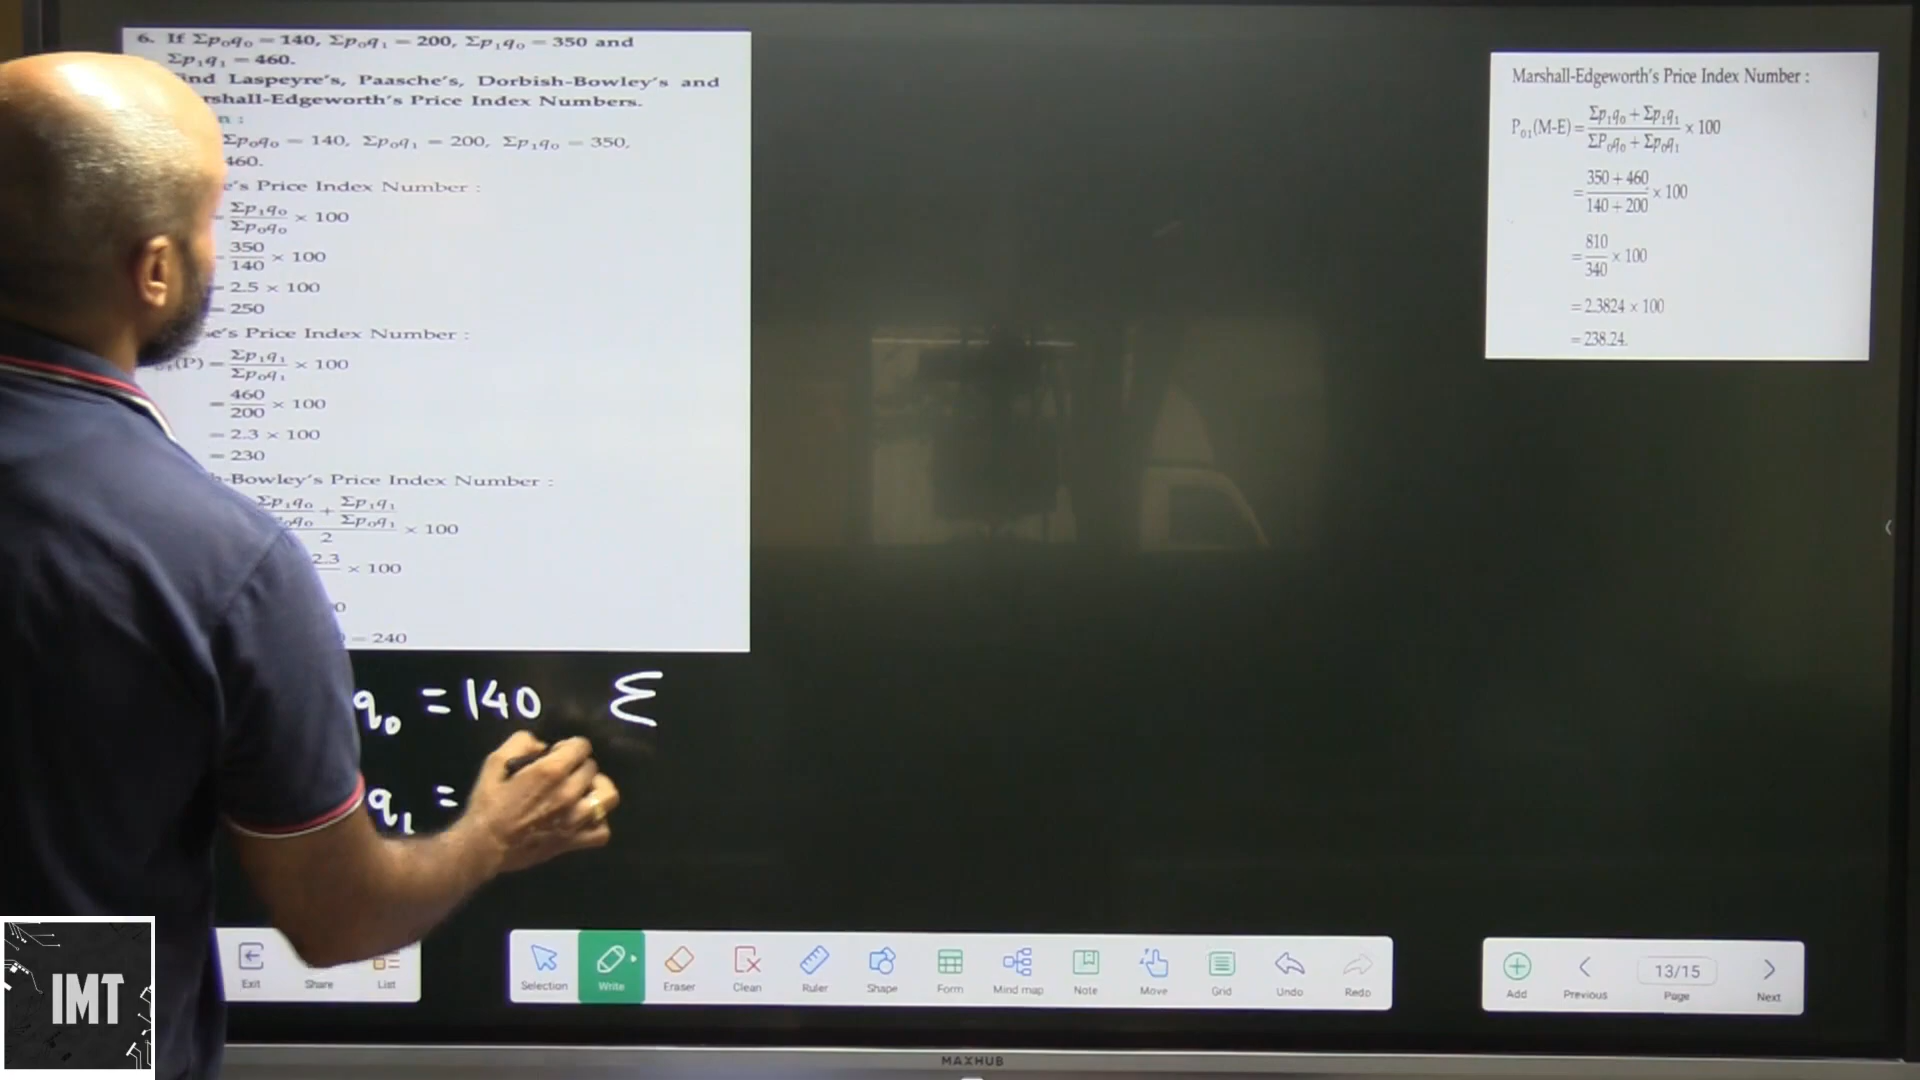 6. If Σp₀q₀ = 140, Σp₀q₁ = 200, Σp₁q₀ = 350 and
Σp₁q₁ = 460.
ind Laspeyre's, Paasche's, Dorbish-Bowley's and
rshall-Edgeworth's Price Index Numbers.
n :
Σp₀q₀ = 140, Σp₀q₁ = 200, Σp₁q₀ = 350,
460.
e's Price Index Number :
= Σp₁q₀ / Σp₀q₀ × 100
= 350 / 140 × 100
= 2.5 × 100
= 250
e's Price Index Number :
(P) = Σp₁q₁ / Σp₀q₁ × 100
= 460 / 200 × 100
= 2.3 × 100
= 230
-Bowley's Price Index Number :
Σp₁q₀ / ₀q₀ + Σp₁q₁ / Σp₀q₁
2 × 100
2.3 × 100
0
= 240
q₀ = 140 Σ
q₁ =
Marshall-Edgeworth's Price Index Number :
P₀₁(M-E) = Σp₁q₀ + Σp₁q₁ / ΣP₀q₀ + Σp₀q₁ × 100
= 350 + 460 / 140 + 200 × 100
= 810 / 340 × 100
= 2.3824 × 100
= 238.24.
Exit Share List
Selection Write Eraser Clean Ruler Shape Form Mind map Note Move Grid Undo Redo
Add Previous 13/15 Page Next
MAXHUB
IMT